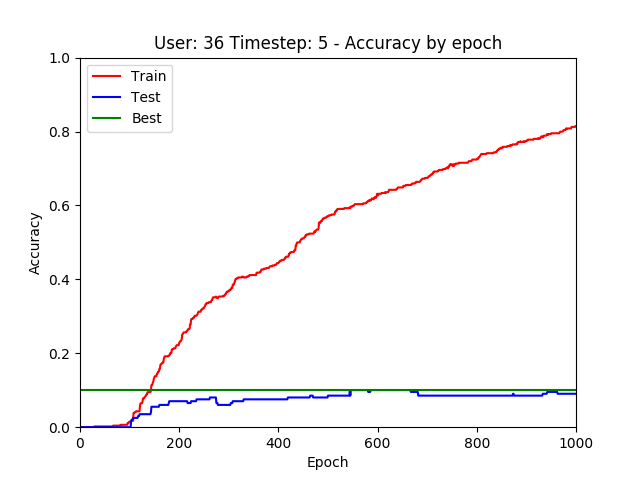 User: 36 Timestep: 5 - Accuracy by epoch
1.0
0.8
0.6
0.4
0.2
0.0
Accuracy
Train
Test
Best
0 200 400 600 800 1000
Epoch